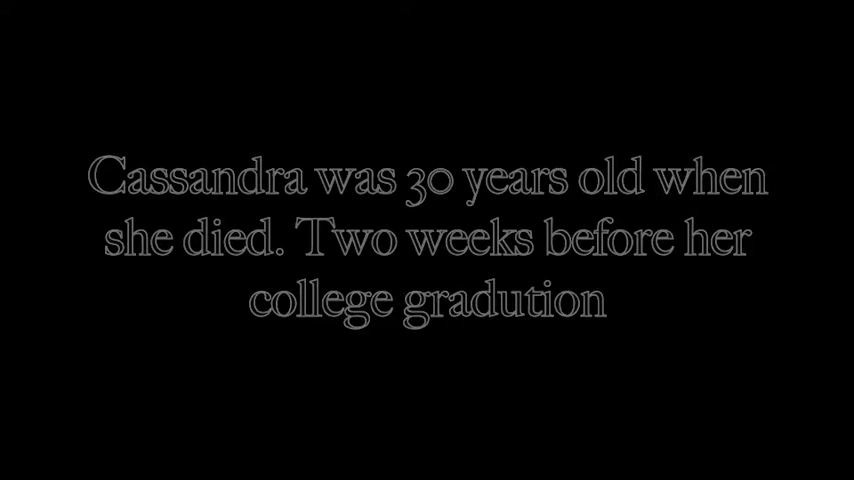 Cassandra was 30 years old when
she died. Two weeks before her
college gradution